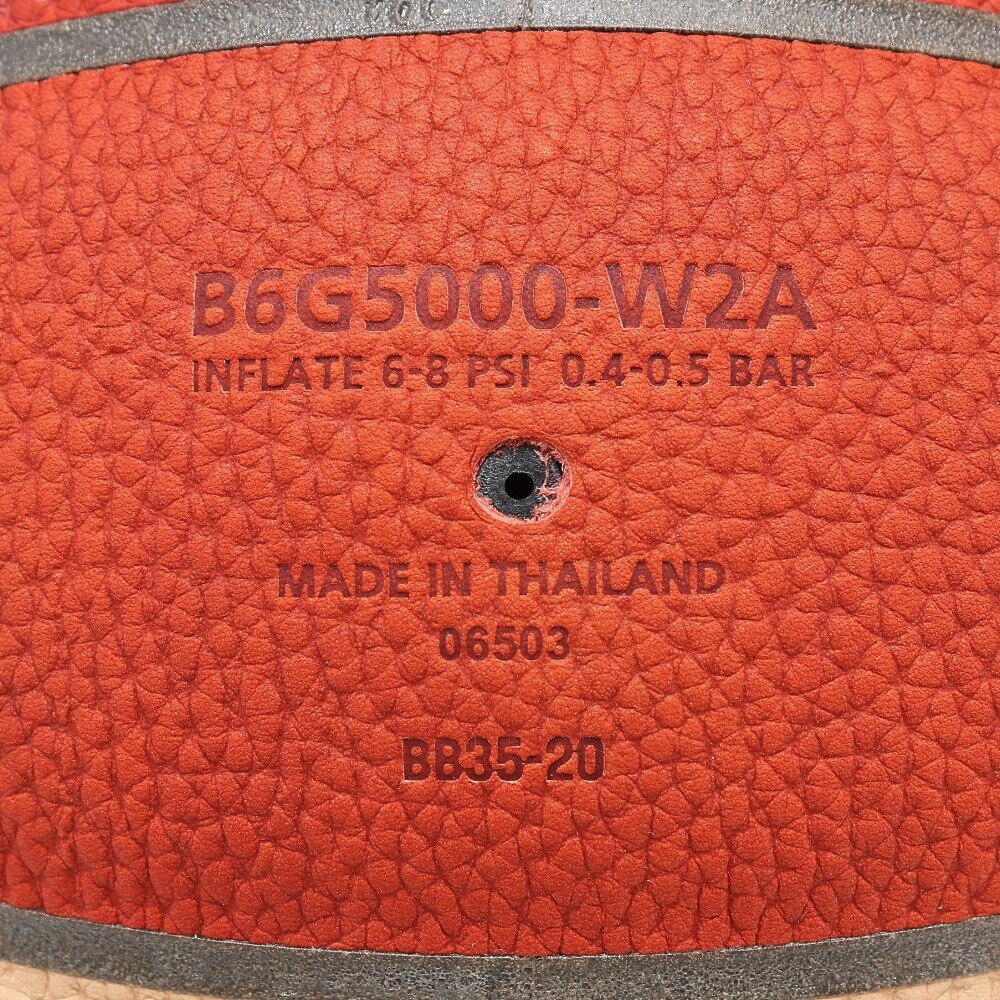 B6G5000-W2A
INFLATE 6-8 PSI 0.4-0.5 BAR
MADE IN THAILAND
06503
BB35-20